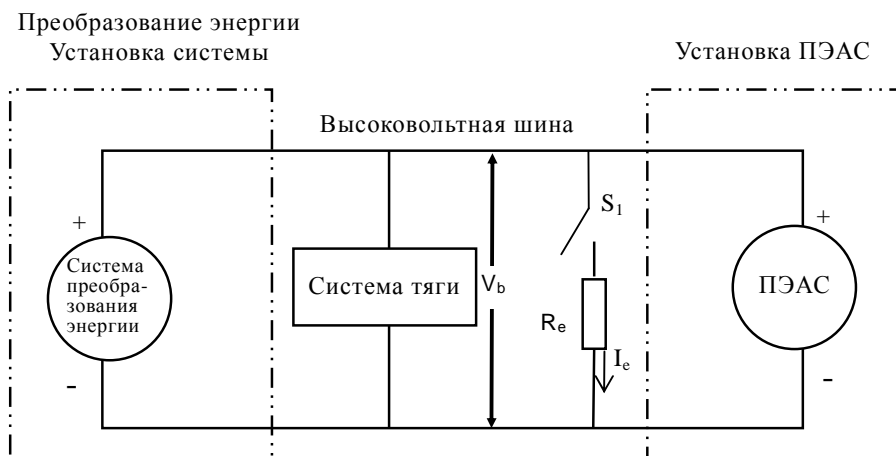 Преобразование энергии
Установка системы
Установка ПЭАС
Высоковольтная шина
S1
+
+
Система
преобра-
зования
энергии
Система тяги
Vb
ПЭАС
Re
Ie
-
-